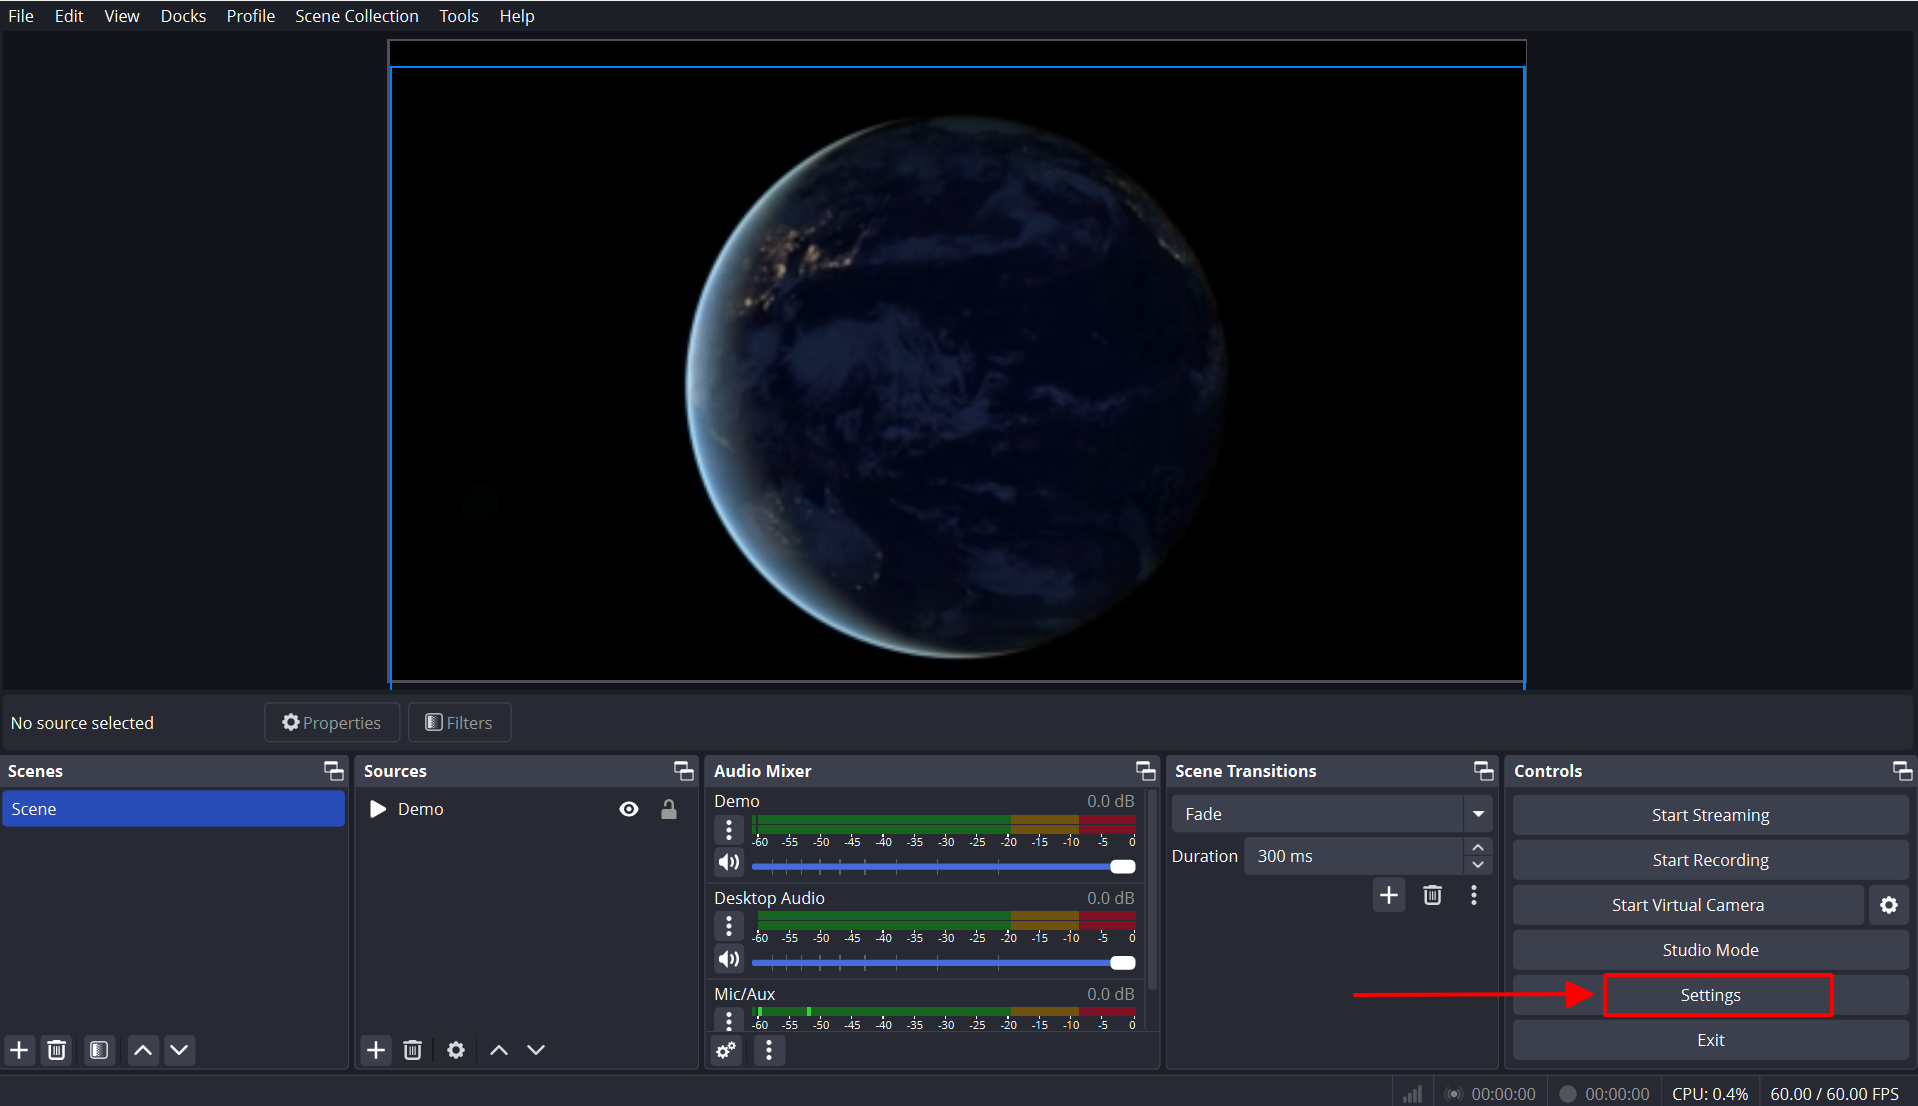 File Edit View Docks Profile Scene Collection Tools Help
No source selected Properties Filters
Scenes
Scene
Sources
Demo
Audio Mixer
Demo 0.0 dB
-60 -55 -50 -45 -40 -35 -30 -25 -20 -15 -10 -5 0
Desktop Audio 0.0 dB
-60 -55 -50 -45 -40 -35 -30 -25 -20 -15 -10 -5 0
Mic/Aux 0.0 dB
-60 -55 -50 -45 -40 -35 -30 -25 -20 -15 -10 -5 0
Scene Transitions
Fade
Duration 300 ms
Controls
Start Streaming
Start Recording
Start Virtual Camera
Studio Mode
Settings
Exit
00:00:00 00:00:00 CPU: 0.4% 60.00 / 60.00 FPS